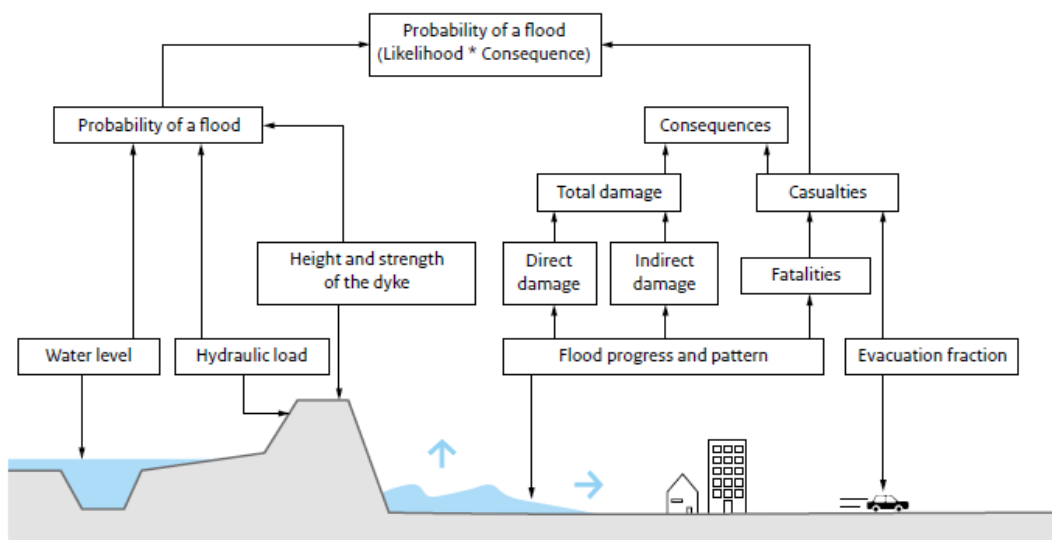 Probability of a flood
(Likelihood * Consequence)
Probability of a flood
Consequences
Total damage
Casualties
Height and strength
of the dyke
Direct
damage
Indirect
damage
Fatalities
Water level
Hydraulic load
Flood progress and pattern
Evacuation fraction